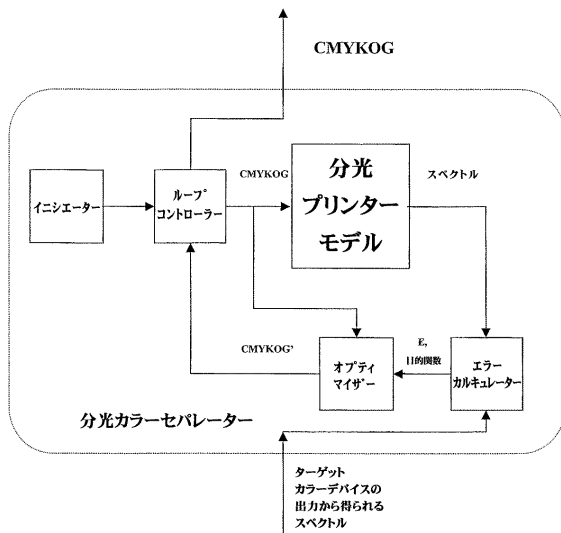 CMYKOG
分光
プリンター
モデル
CMYKOG
スペクトル
イニシエーター
ループ
コントローラー
CMYKOG'
オプティ
マイザー
E,
目的関数
エラー
カルキュレーター
分光カラーセパレーター
ターゲット
カラーデバイスの
出力から得られる
スペクトル